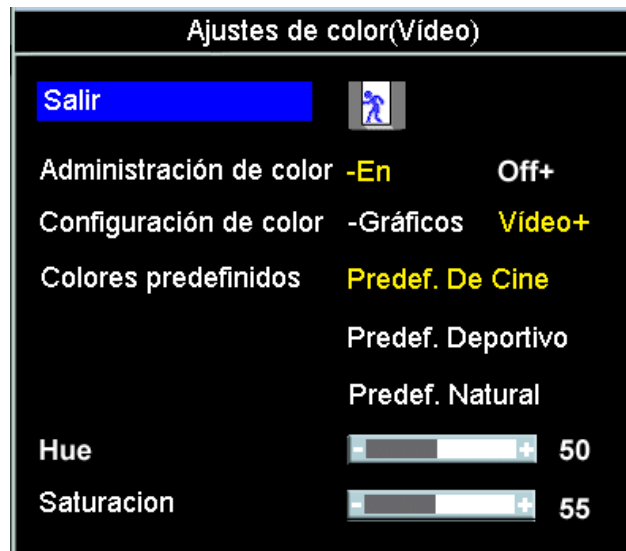 Ajustes de color(Vídeo)
Salir
Administración de color -En Off+
Configuración de color -Gráficos Vídeo+
Colores predefinidos Predef. De Cine
Predef. Deportivo
Predef. Natural
Hue - + 50
Saturacion - + 55